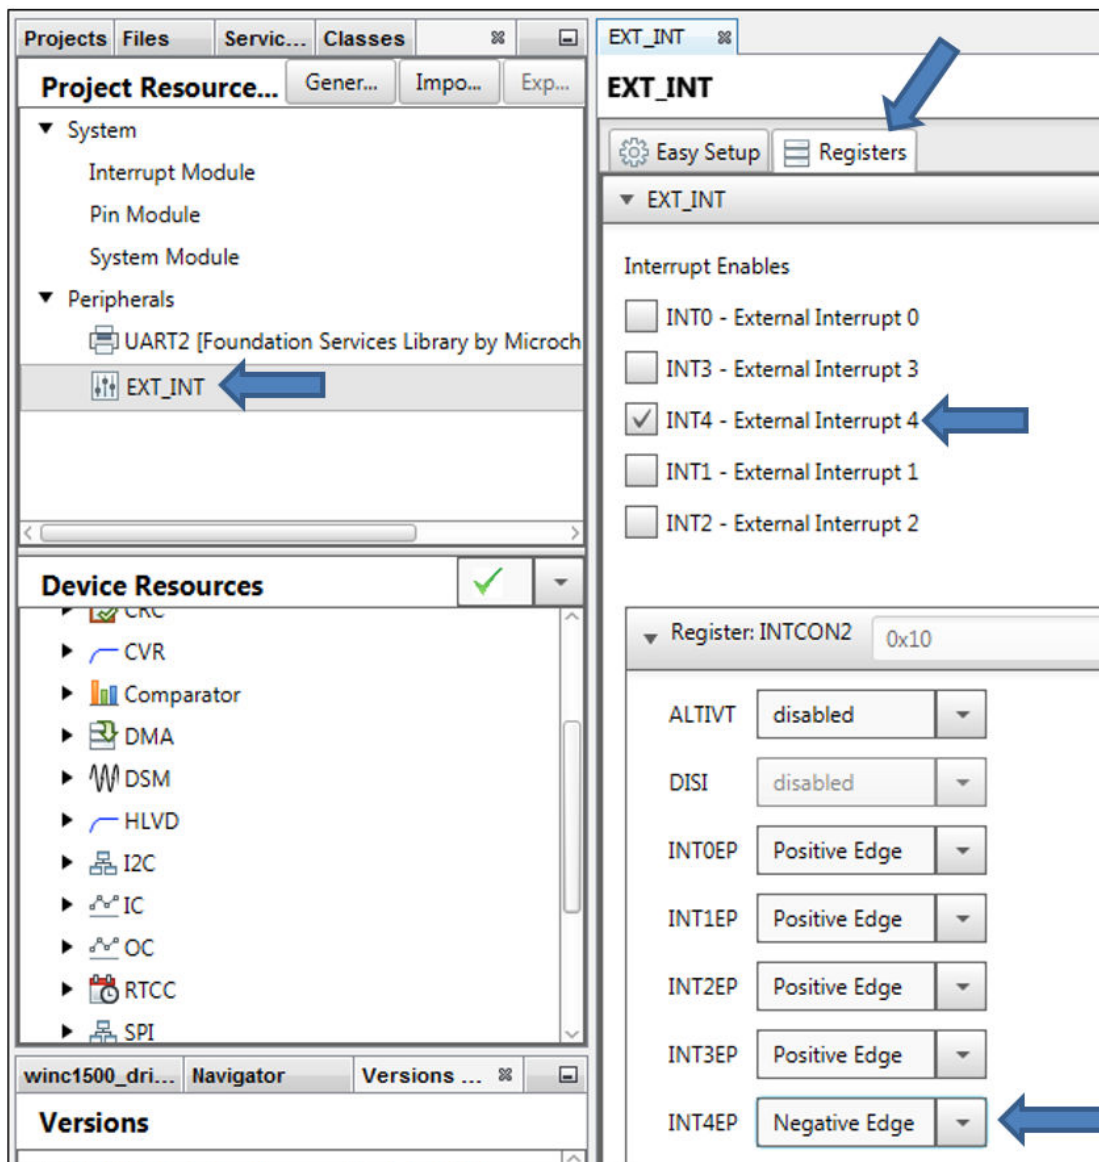 Projects Files Servic... Classes
Project Resource... Gener... Impo... Exp...
System
Interrupt Module
Pin Module
System Module
Peripherals
UART2 [Foundation Services Library by Microch
EXT_INT
Device Resources
CRC
CVR
Comparator
DMA
DSM
HLVD
I2C
IC
OC
RTCC
SPI
winc1500_dri... Navigator Versions ...
Versions
EXT_INT
EXT_INT
Easy Setup Registers
EXT_INT
Interrupt Enables
INT0 - External Interrupt 0
INT3 - External Interrupt 3
INT4 - External Interrupt 4
INT1 - External Interrupt 1
INT2 - External Interrupt 2
Register: INTCON2 0x10
ALTIVT disabled
DISI disabled
INT0EP Positive Edge
INT1EP Positive Edge
INT2EP Positive Edge
INT3EP Positive Edge
INT4EP Negative Edge